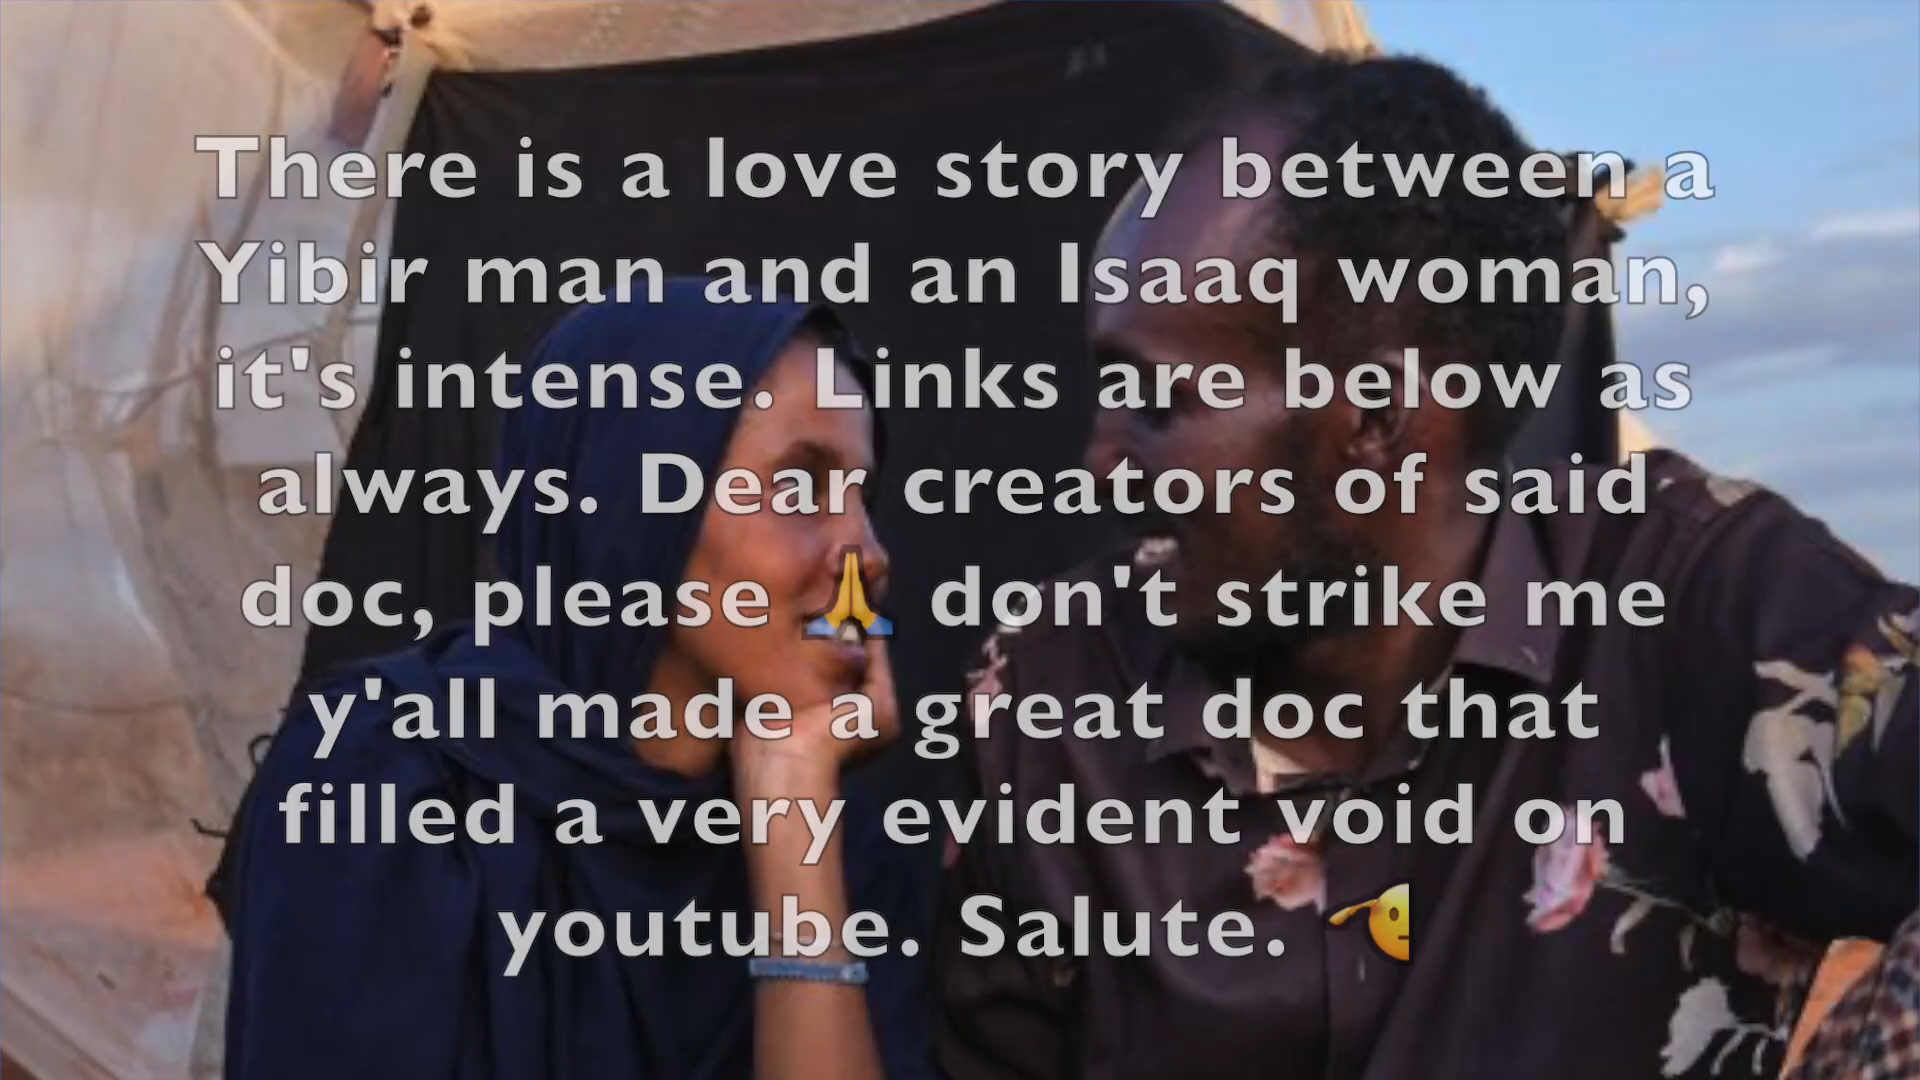 There is a love story between a
Yibir man and an Isaaq woman,
it's intense. Links are below as
always. Dear creators of said
doc, please 🙏 don't strike me
y'all made a great doc that
filled a very evident void on
youtube. Salute. 🫡